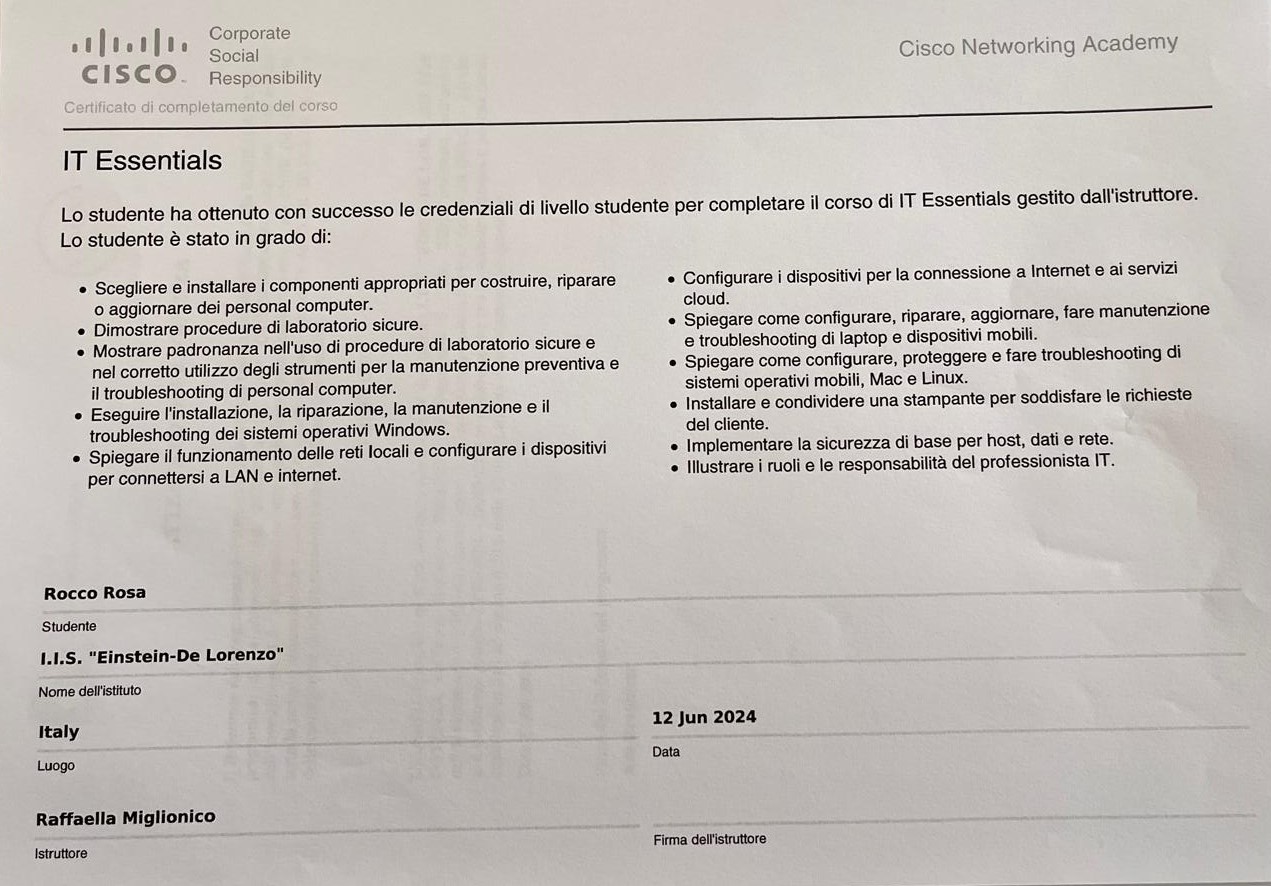 CISCO
Corporate
Social
Responsibility
Cisco Networking Academy
Certificato di completamento del corso
IT Essentials
Lo studente ha ottenuto con successo le credenziali di livello studente per completare il corso di IT Essentials gestito dall'istruttore.
Lo studente è stato in grado di:
• Scegliere e installare i componenti appropriati per costruire, riparare
o aggiornare dei personal computer.
• Dimostrare procedure di laboratorio sicure.
• Mostrare padronanza nell'uso di procedure di laboratorio sicure e
nel corretto utilizzo degli strumenti per la manutenzione preventiva e
il troubleshooting di personal computer.
• Eseguire l'installazione, la riparazione, la manutenzione e il
troubleshooting dei sistemi operativi Windows.
• Spiegare il funzionamento delle reti locali e configurare i dispositivi
per connettersi a LAN e internet.
• Configurare i dispositivi per la connessione a Internet e ai servizi
cloud.
• Spiegare come configurare, riparare, aggiornare, fare manutenzione
e troubleshooting di laptop e dispositivi mobili.
• Spiegare come configurare, proteggere e fare troubleshooting di
sistemi operativi mobili, Mac e Linux.
• Installare e condividere una stampante per soddisfare le richieste
del cliente.
• Implementare la sicurezza di base per host, dati e rete.
• Illustrare i ruoli e le responsabilità del professionista IT.
Rocco Rosa
Studente
I.I.S. "Einstein-De Lorenzo"
Nome dell'istituto
Italy
Luogo
12 Jun 2024
Data
Raffaella Miglionico
Istruttore
Firma dell'istruttore